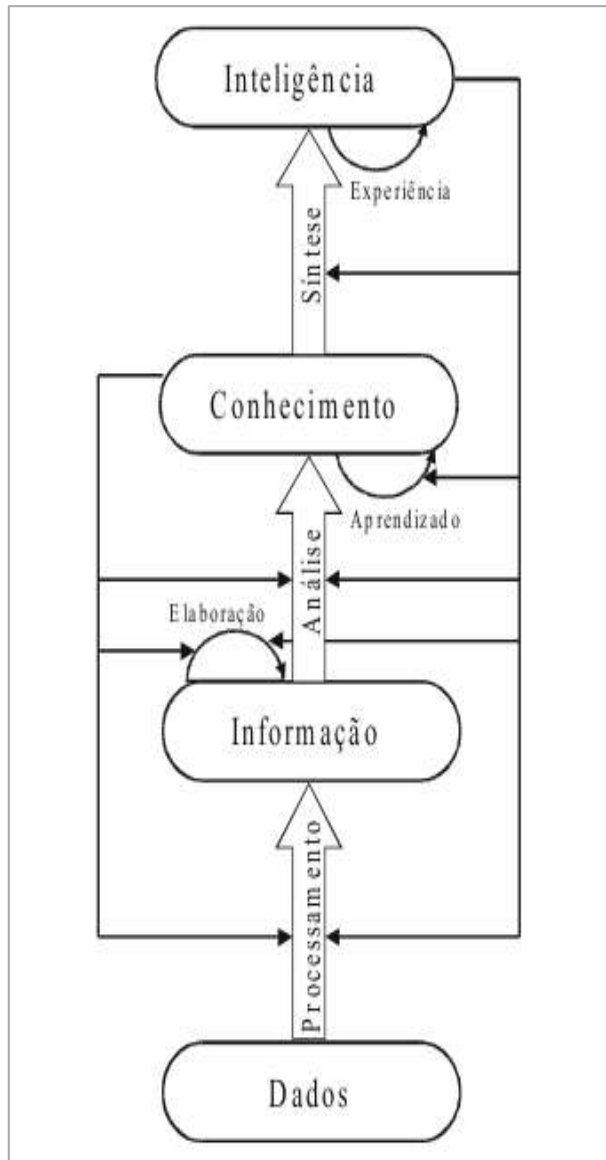 Inteligência
Experiência
Síntese
Conhecimento
Aprendizado
Análise
Elaboração
Informação
Processamento
Dados